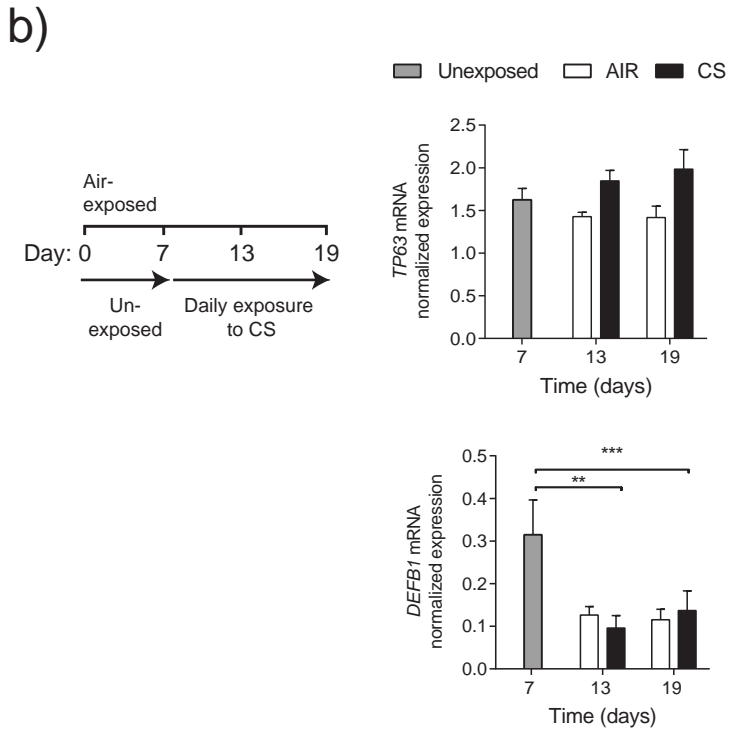 b)
Unexposed AIR CS
Air-
exposed
Day: 0 7 13 19
Un-
exposed
Daily exposure
to CS
TP63 mRNA
normalized expression
2.5
2.0
1.5
1.0
0.5
0.0
7 13 19
Time (days)
DEFB1 mRNA
normalized expression
0.5
0.4
0.3
0.2
0.1
0.0
***
**
7 13 19
Time (days)